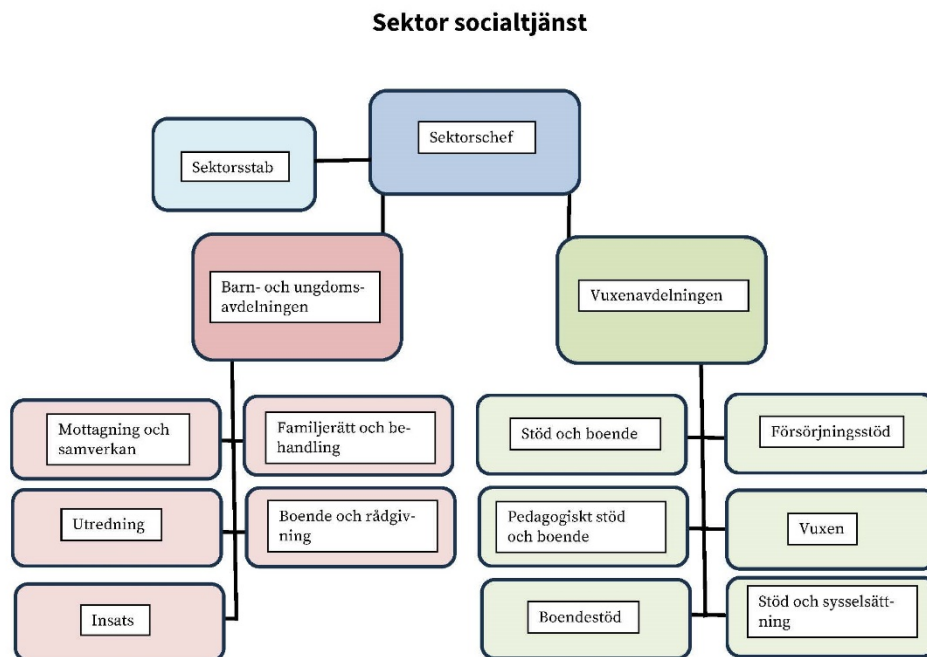 Sektor socialtjänst
Sektorschef
Sektorsstab
Barn- och ungdoms-
avdelningen
Vuxenavdelningen
Mottagning och
samverkan
Familjerätt och be-
handling
Stöd och boende
Försörjningsstöd
Utredning
Boende och rådgiv-
ning
Pedagogiskt stöd
och boende
Vuxen
Insats
Boendestöd
Stöd och sysselsätt-
ning